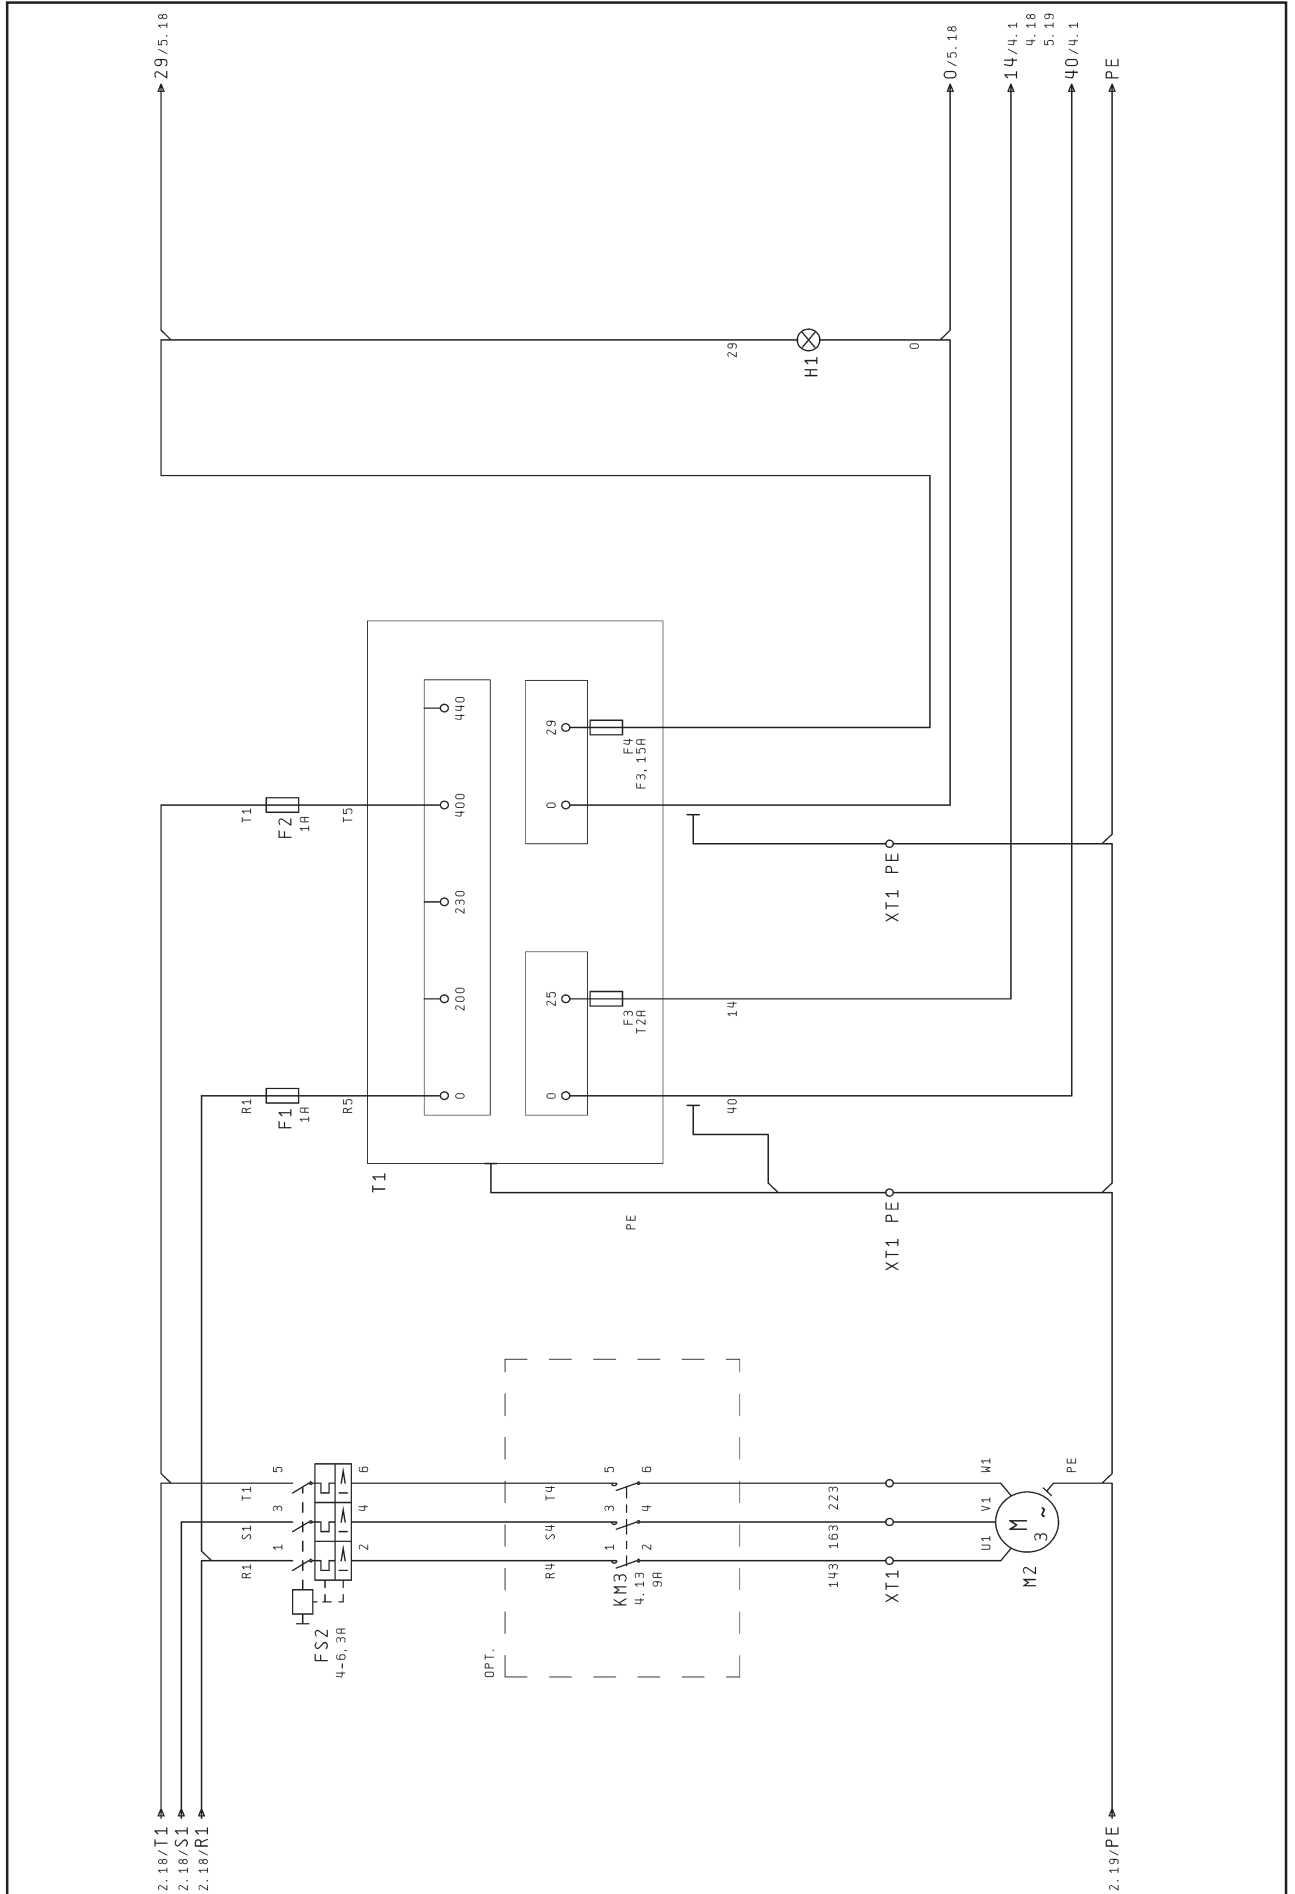 2.18/T1
2.18/S1
2.18/R1
2.19/PE
29/5.18
0/5.18
14/4.1
4.18
5.19
40/4.1
PE
R1
S1
T1
1
3
5
2
4
6
FS2
4-6,3A
OPT.
R4
S4
T4
1
3
5
2
4
6
KM3
4.13
9A
143
163
223
XT1
U1
V1
W1
PE
M
3 ~
M2
R1
F1
1A
R5
T1
F2
1A
T5
T1
0
200
230
400
440
0
25
F3
T2A
0
29
F4
F3,15A
PE
XT1 PE
XT1 PE
40
14
29
H1
0